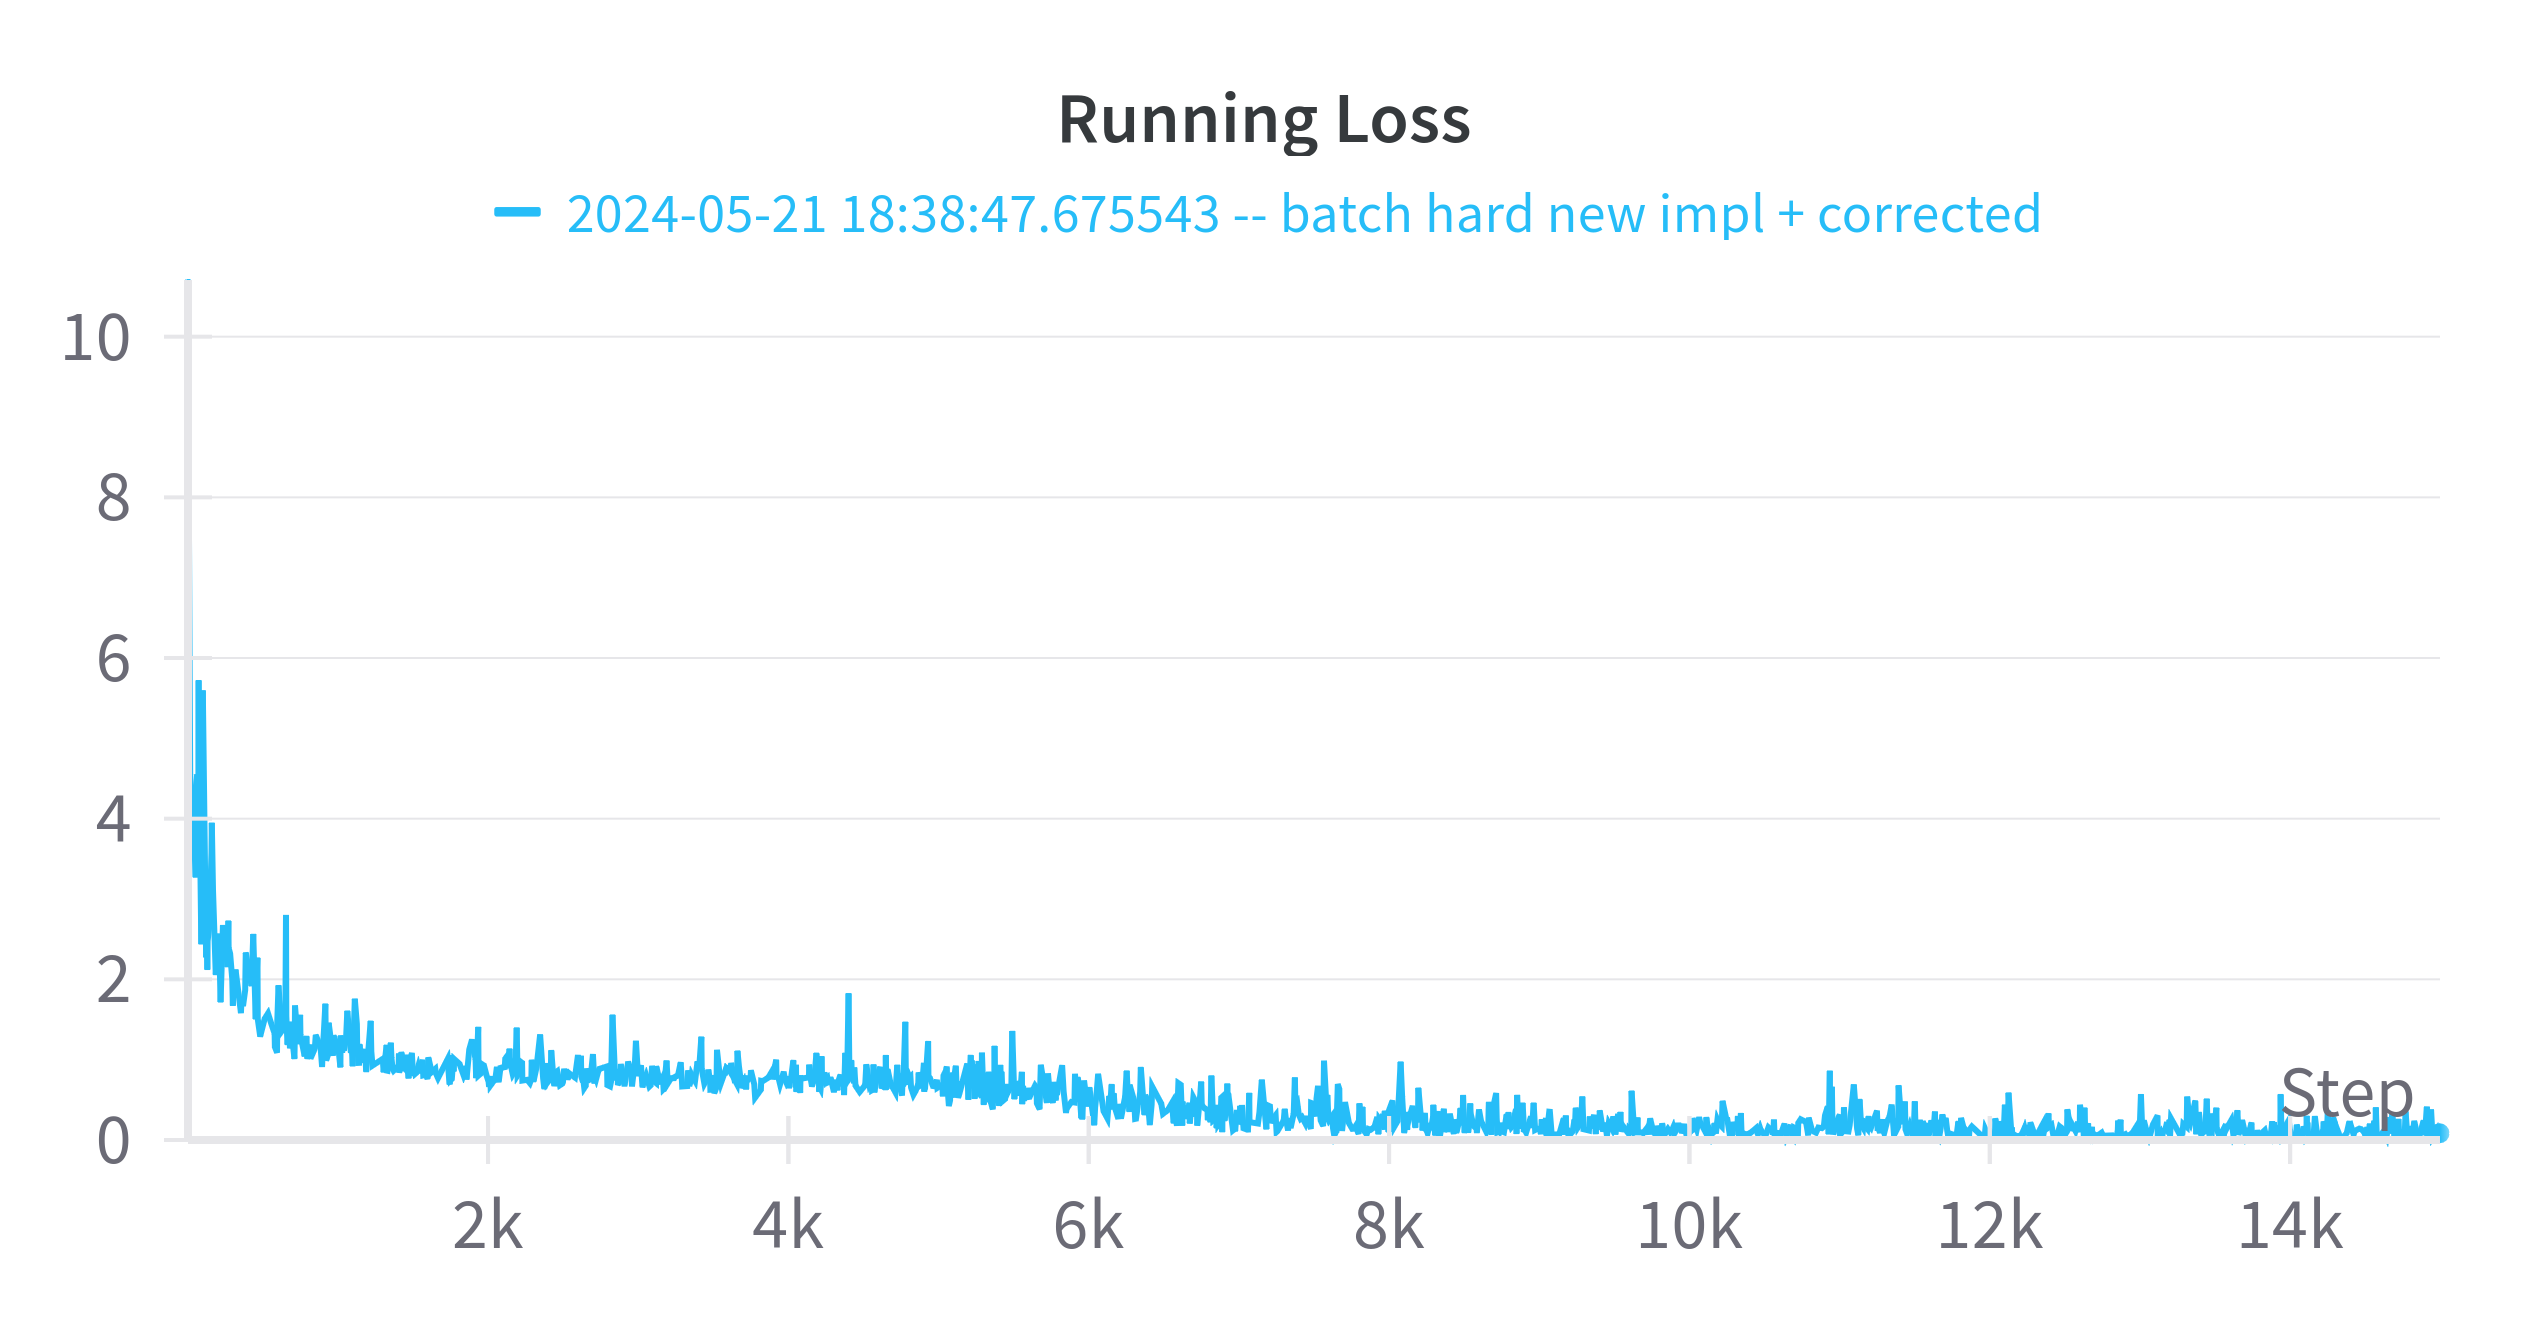 Running Loss
2024-05-21 18:38:47.675543 -- batch hard new impl + corrected
10
8
6
4
2
0
Step
2k 4k 6k 8k 10k 12k 14k